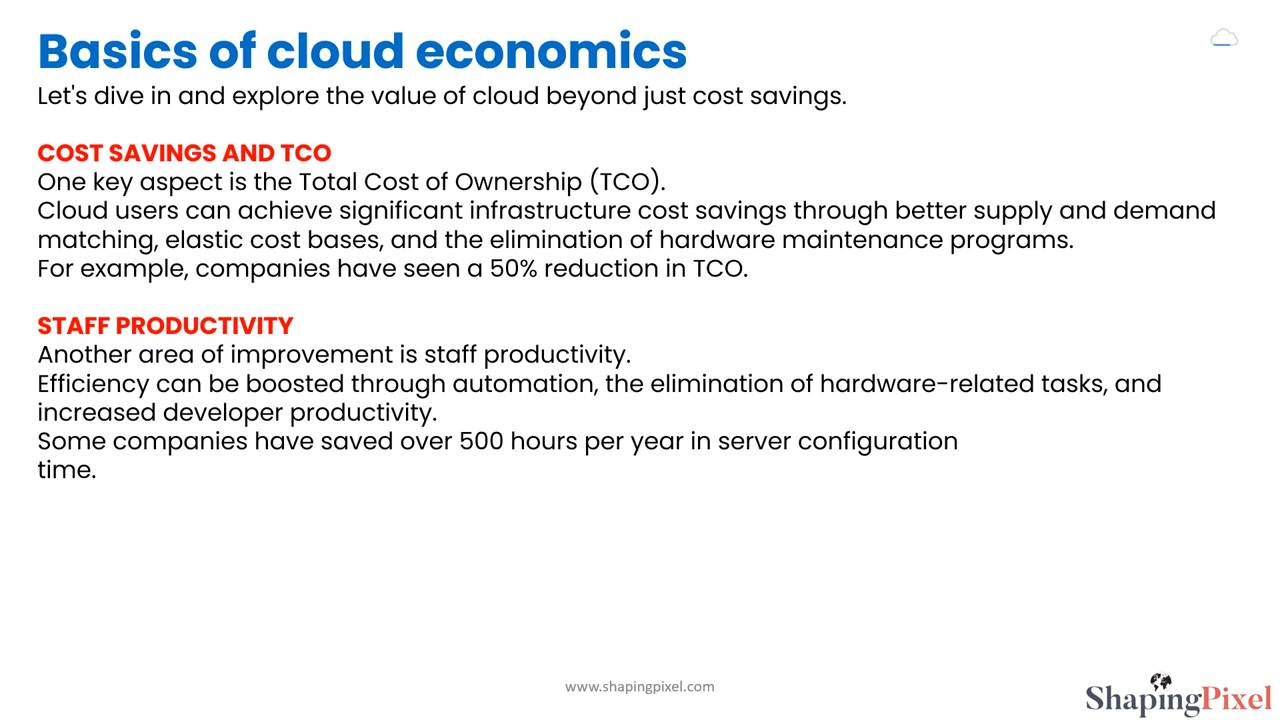 Basics of cloud economics
Let's dive in and explore the value of cloud beyond just cost savings.
COST SAVINGS AND TCO
One key aspect is the Total Cost of Ownership (TCO).
Cloud users can achieve significant infrastructure cost savings through better supply and demand
matching, elastic cost bases, and the elimination of hardware maintenance programs.
For example, companies have seen a 50% reduction in TCO.
STAFF PRODUCTIVITY
Another area of improvement is staff productivity.
Efficiency can be boosted through automation, the elimination of hardware-related tasks, and
increased developer productivity.
Some companies have saved over 500 hours per year in server configuration
time.
www.shapingpixel.com
ShapingPixel